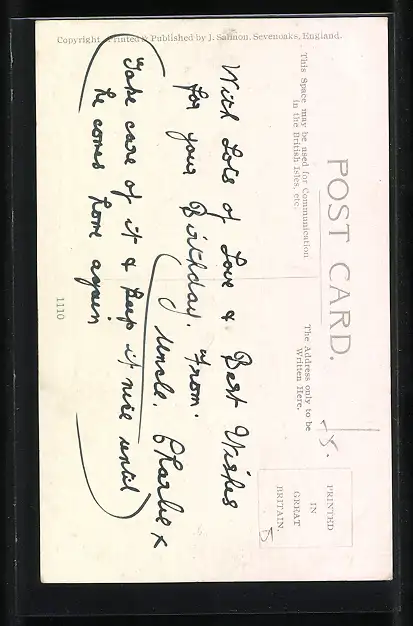 Copyright Printed & Published by J. Salmon, Sevenoaks, England.
POST CARD.
This Space may be used for Communication
in the British Isles, etc.
The Address only to be
Written Here.
PRINTED
IN
GREAT
BRITAIN.
With Lots of Love & Best Wishes
for your Birthday. From.
Uncle. Charlie x
Take care of it & keep it nice until
he comes home again
1110